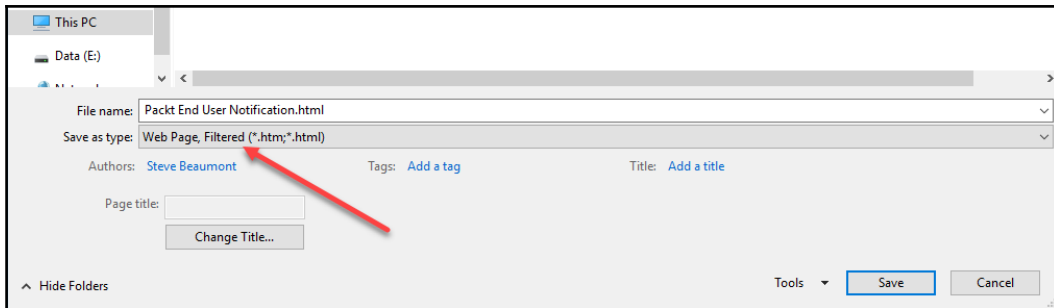 This PC
Data (E:)
File name: Packt End User Notification.html
Save as type: Web Page, Filtered (*.htm;*.html)
Authors: Steve Beaumont Tags: Add a tag Title: Add a title
Page title:
Change Title...
Hide Folders Tools Save Cancel